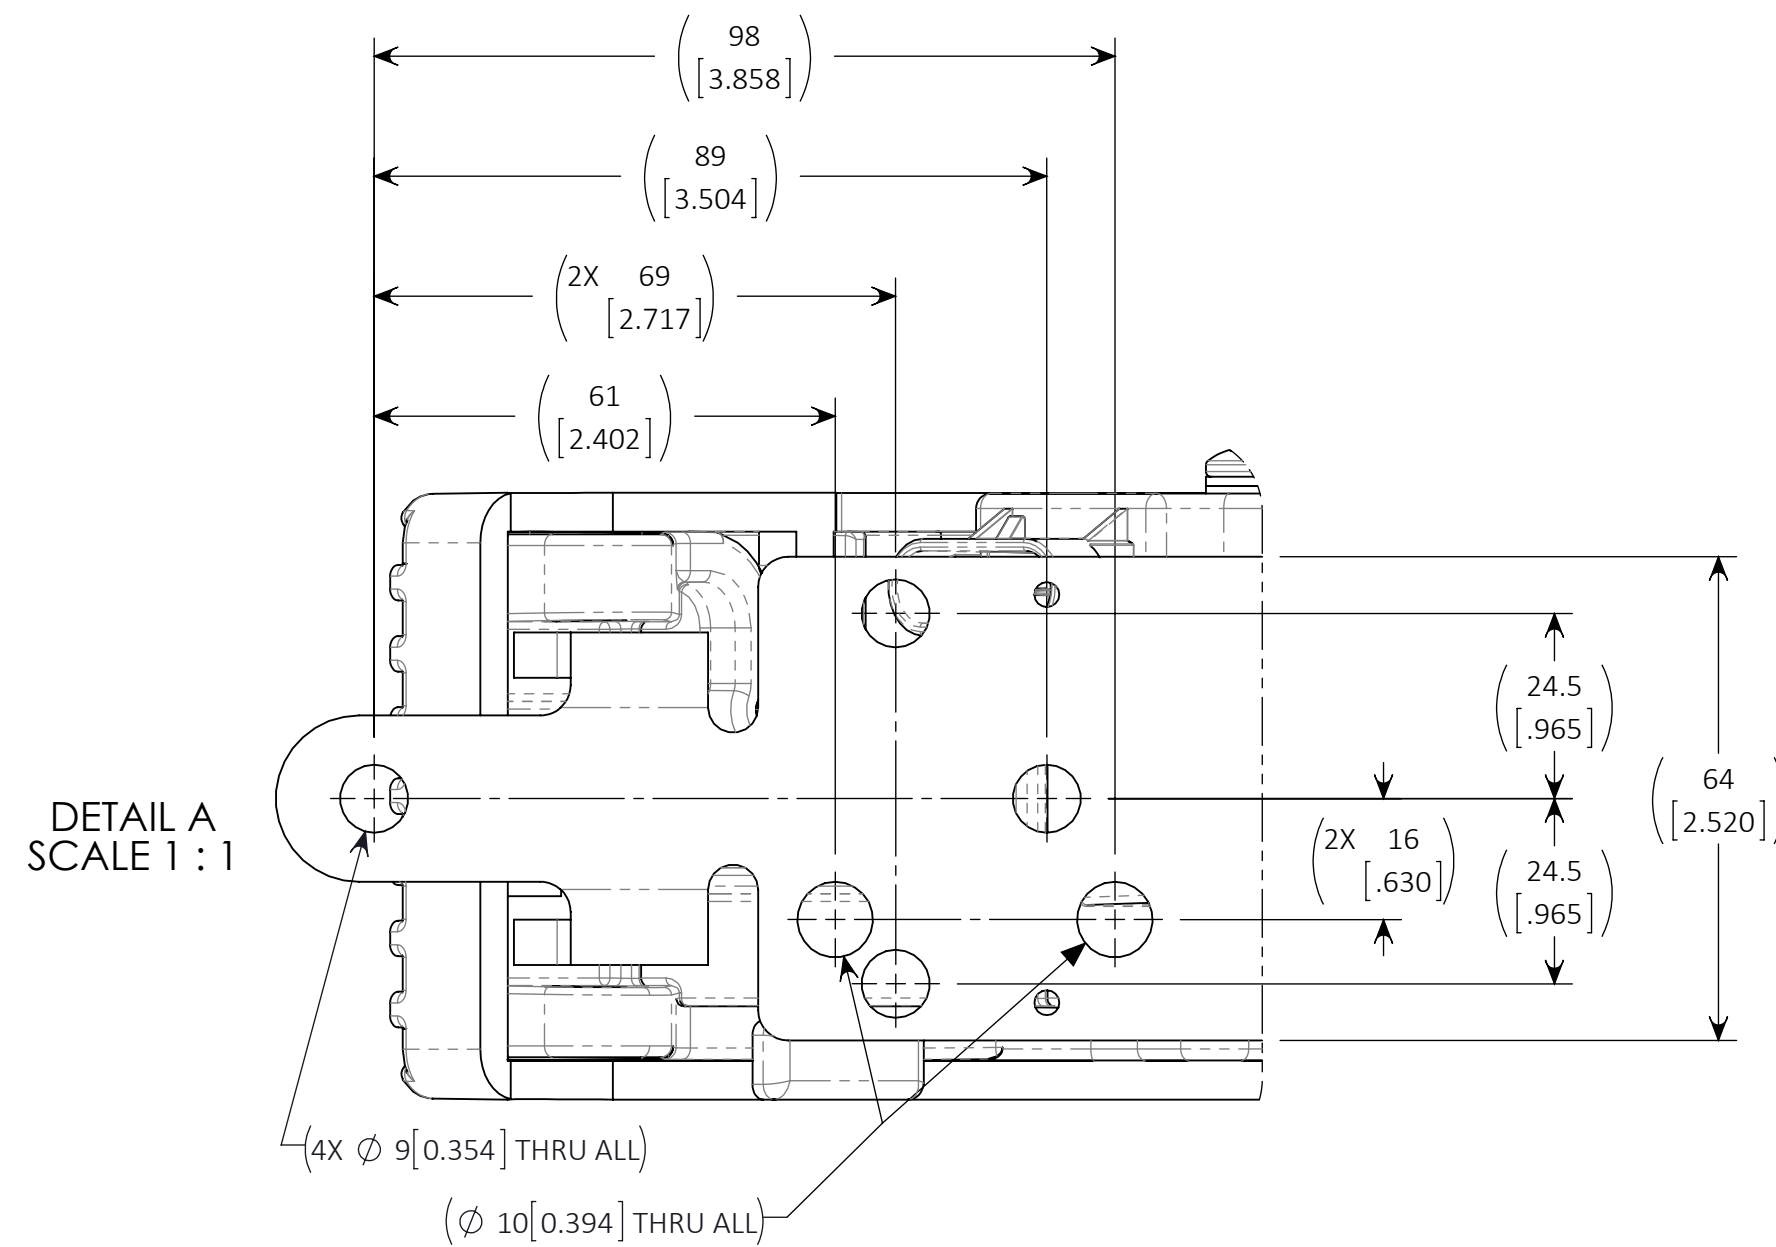 (98
[3.858])
(89
[3.504])
(2X 69
[2.717])
(61
[2.402])
(24.5
[.965])
(64
[2.520])
(2X 16
[.630])
(24.5
[.965])
DETAIL A
SCALE 1 : 1
(4X ∅ 9[0.354] THRU ALL)
(∅ 10[0.394] THRU ALL)